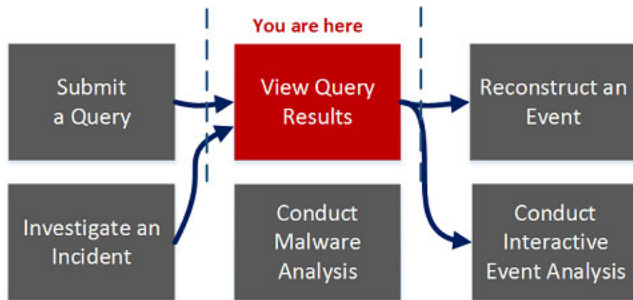 You are here
Submit
a Query
View Query
Results
Reconstruct an
Event
Investigate an
Incident
Conduct
Malware
Analysis
Conduct
Interactive
Event Analysis